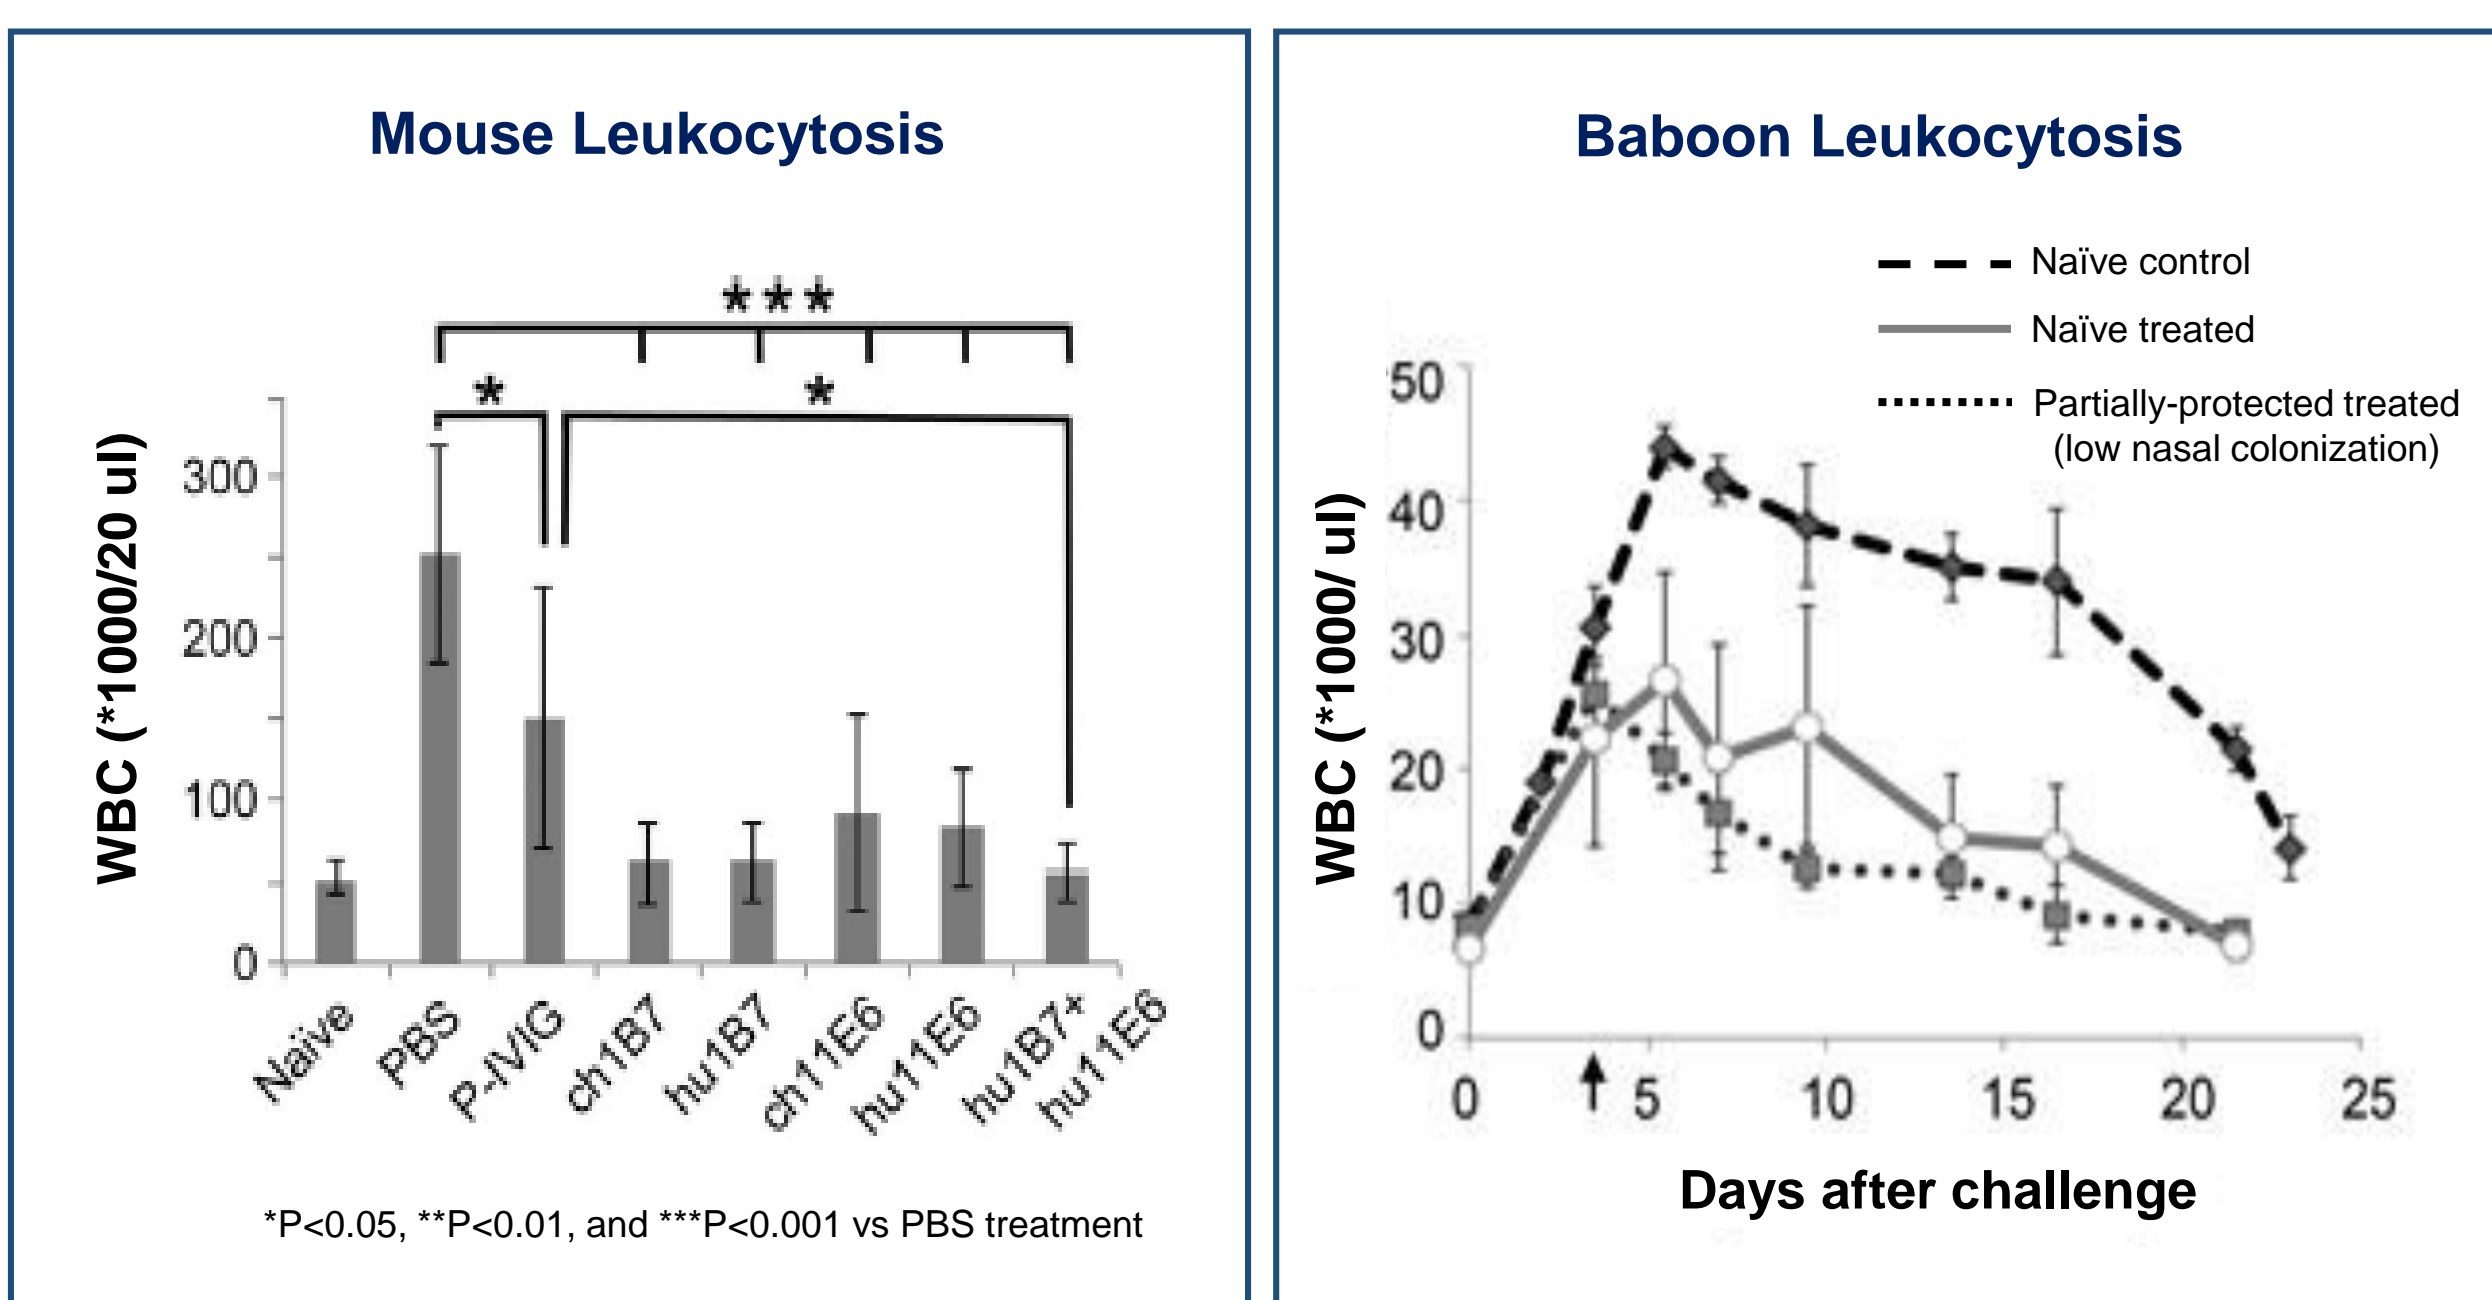 Mouse Leukocytosis
***
*
*
WBC (*1000/20 ul)
300
200
100
0
Naïve
PBS
P-IVIG
ch1B7
hu1B7
ch11E6
hu11E6
hu1B7+
hu11E6
*P<0.05, **P<0.01, and ***P<0.001 vs PBS treatment
Baboon Leukocytosis
Naïve control
Naïve treated
Partially-protected treated
(low nasal colonization)
WBC (*1000/ ul)
50
40
30
20
10
0
0
5
10
15
20
25
Days after challenge